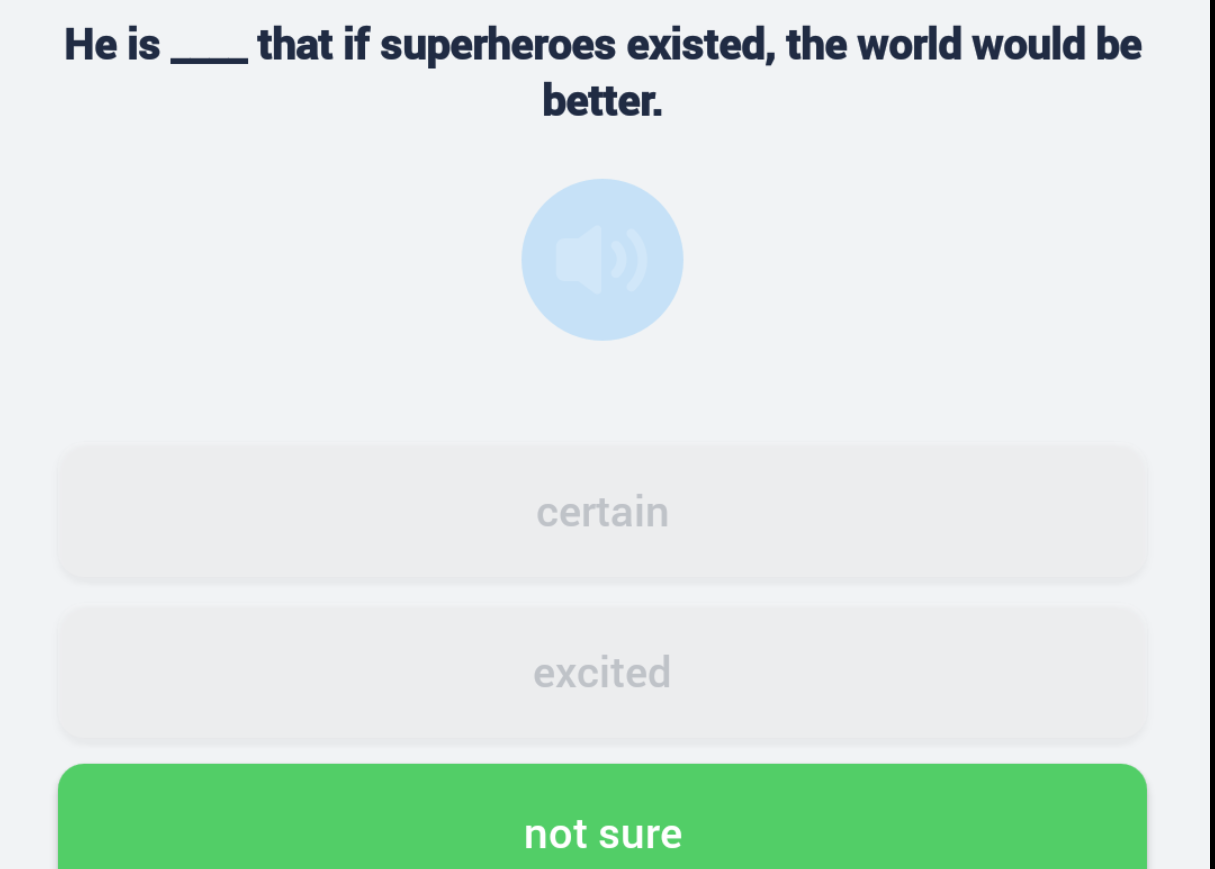 He is ____ that if superheroes existed, the world would be
better.
certain
excited
not sure